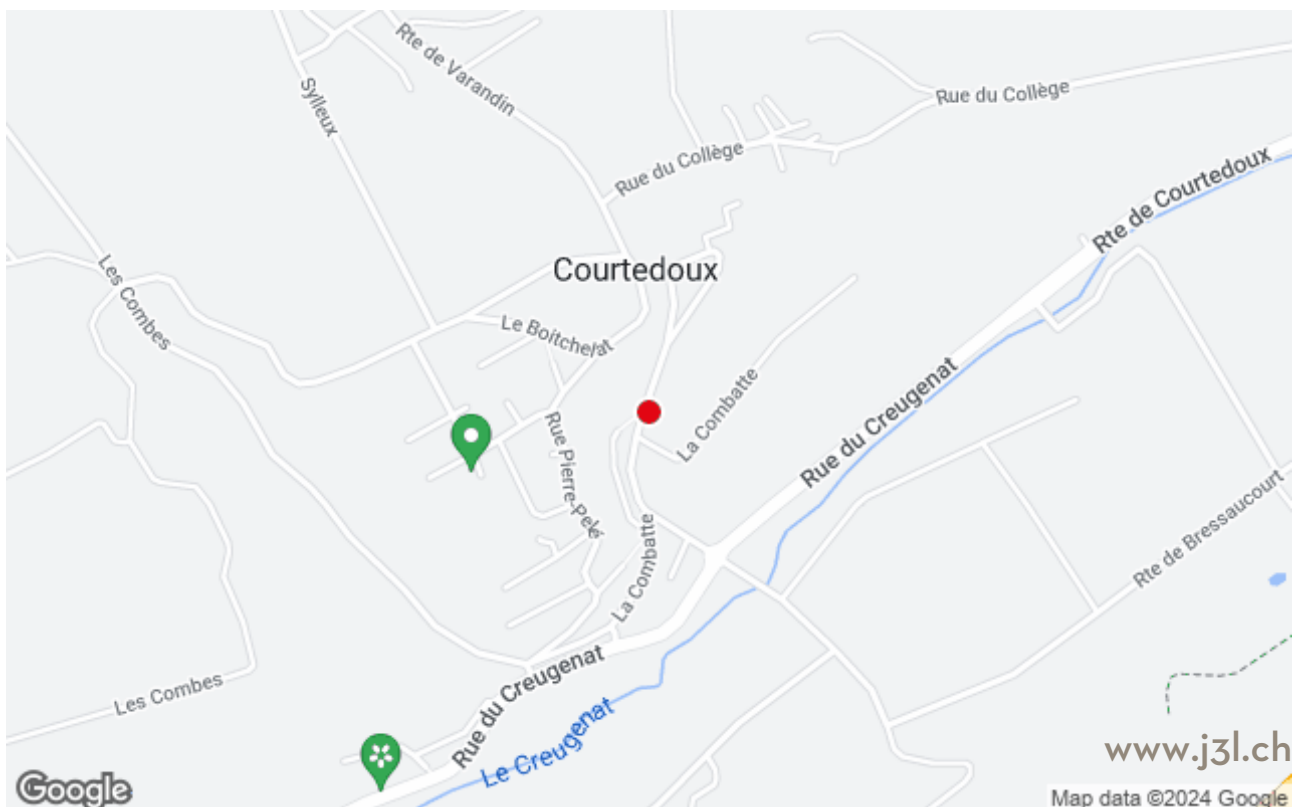 Rte de Varandin
Sylleux
Rue du Collège
Rue du Collège
Rte de Courtedoux
Courtedoux
Les Combes
Le Boitchelat
La Combatte
Rue du Creugenat
Rue Pierre-Pelé
La Combatte
Rte de Bressaucourt
Rue du Creugenat
Les Combes
Le Creugenat
www.j3l.ch
Google
Map data ©2024 Google